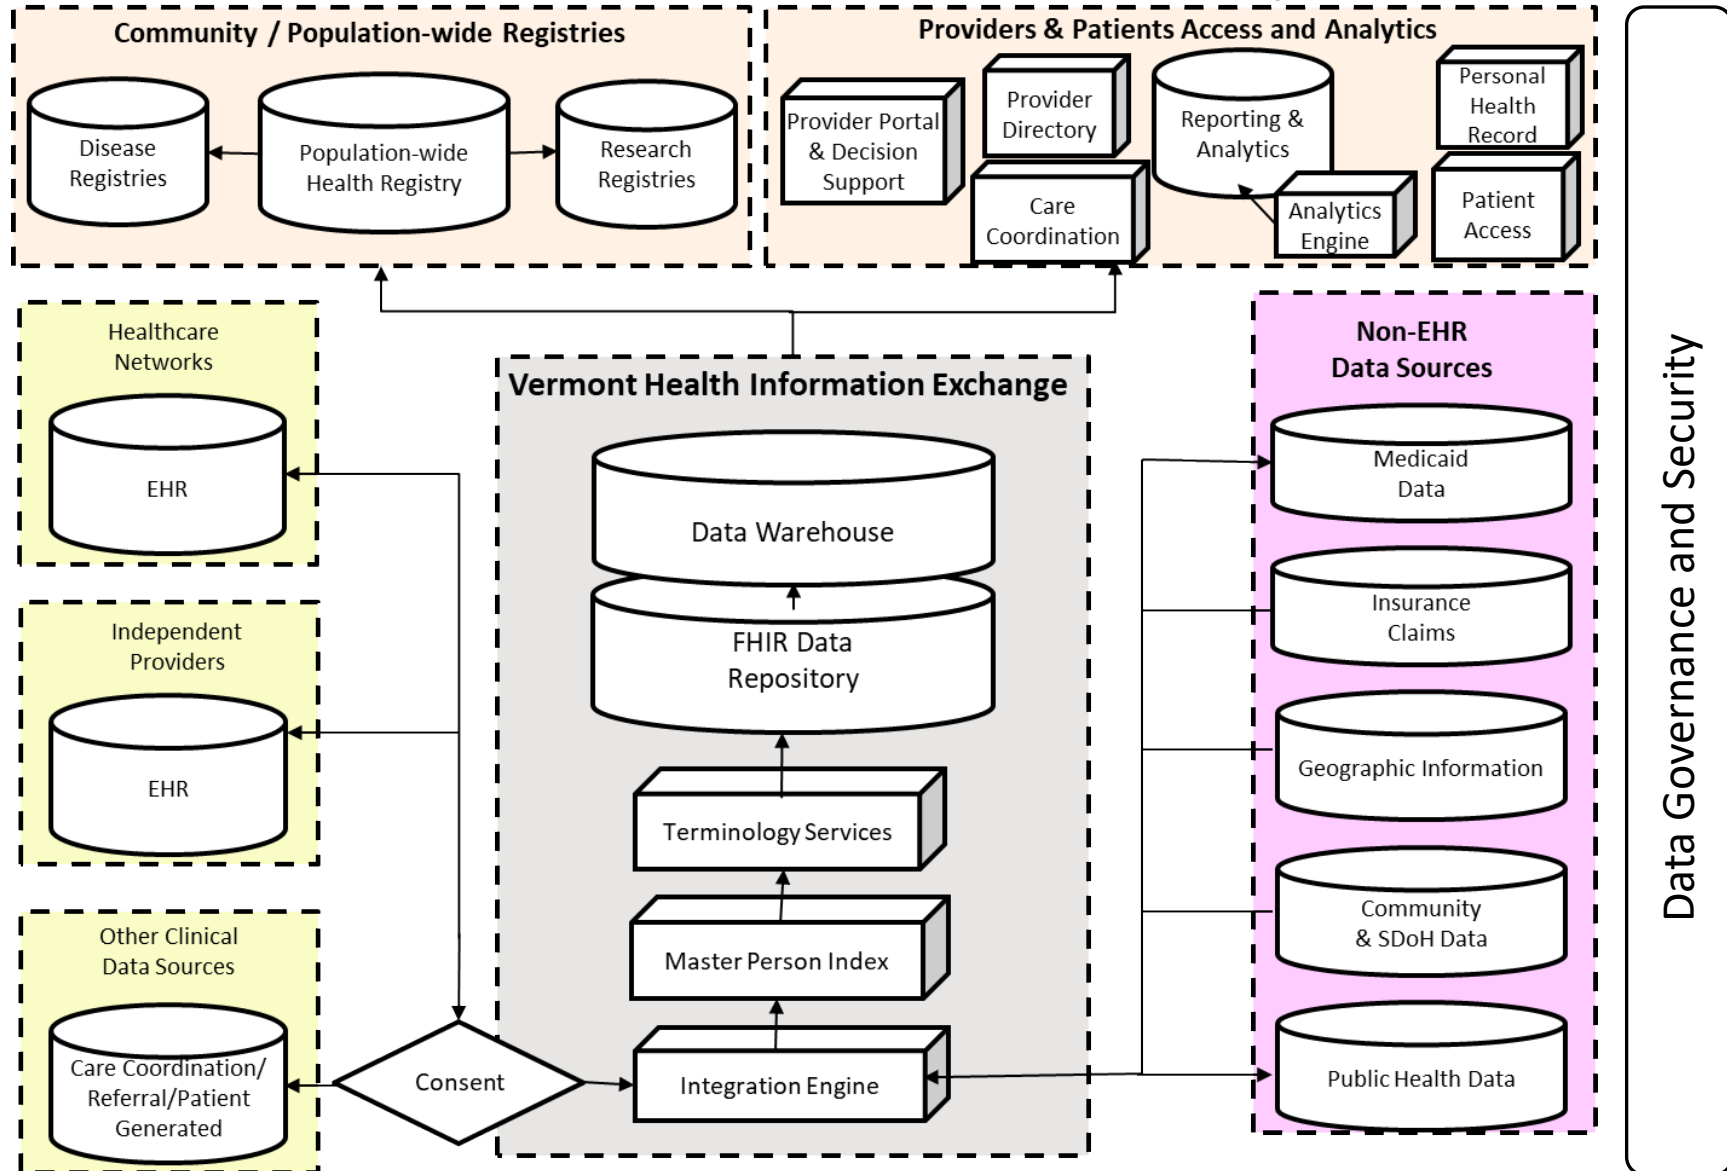 Community / Population-wide Registries
Disease
Registries
Population-wide
Health Registry
Research
Registries
Providers & Patients Access and Analytics
Provider Portal
& Decision
Support
Provider
Directory
Care
Coordination
Reporting &
Analytics
Analytics
Engine
Personal
Health
Record
Patient
Access
Healthcare
Networks
EHR
Independent
Providers
EHR
Other Clinical
Data Sources
Care Coordination/
Referral/Patient
Generated
Consent
Vermont Health Information Exchange
Data Warehouse
FHIR Data
Repository
Terminology Services
Master Person Index
Integration Engine
Non-EHR
Data Sources
Medicaid
Data
Insurance
Claims
Geographic Information
Community
& SDoH Data
Public Health Data
Data Governance and Security